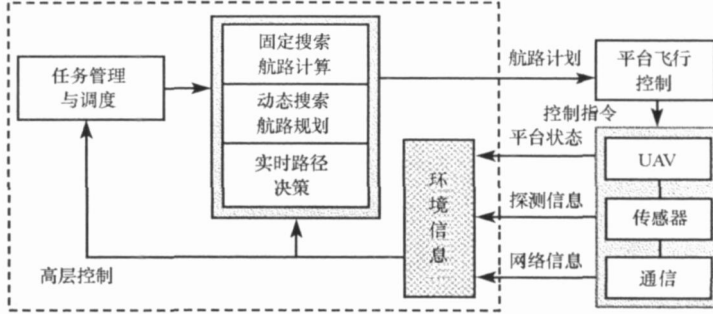 任务管理
与调度
固定搜索
航路计算
动态搜索
航路规划
实时路径
决策
航路计划
平台飞行
控制
控制指令
平台状态
UAV
环境信息
探测信息
传感器
网络信息
通信
高层控制